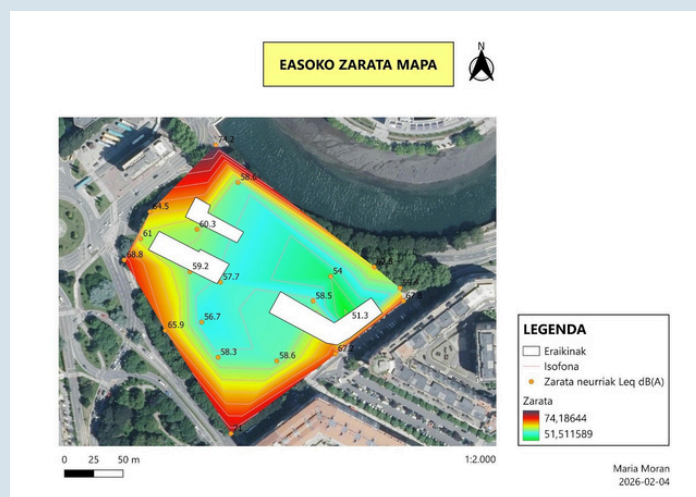 EASOKO ZARATA MAPA
N
74.2
58.6
64.5
60.3
61
68.8
59.2
57.7
54
58.5
51.3
56.7
65.9
67.2
58.3
58.6
LEGENDA
Eraikinak
Isofona
Zarata neurriak Leq dB(A)
Zarata
74,18644
51,511589
0 25 50 m
1:2.000
Maria Moran
2026-02-04